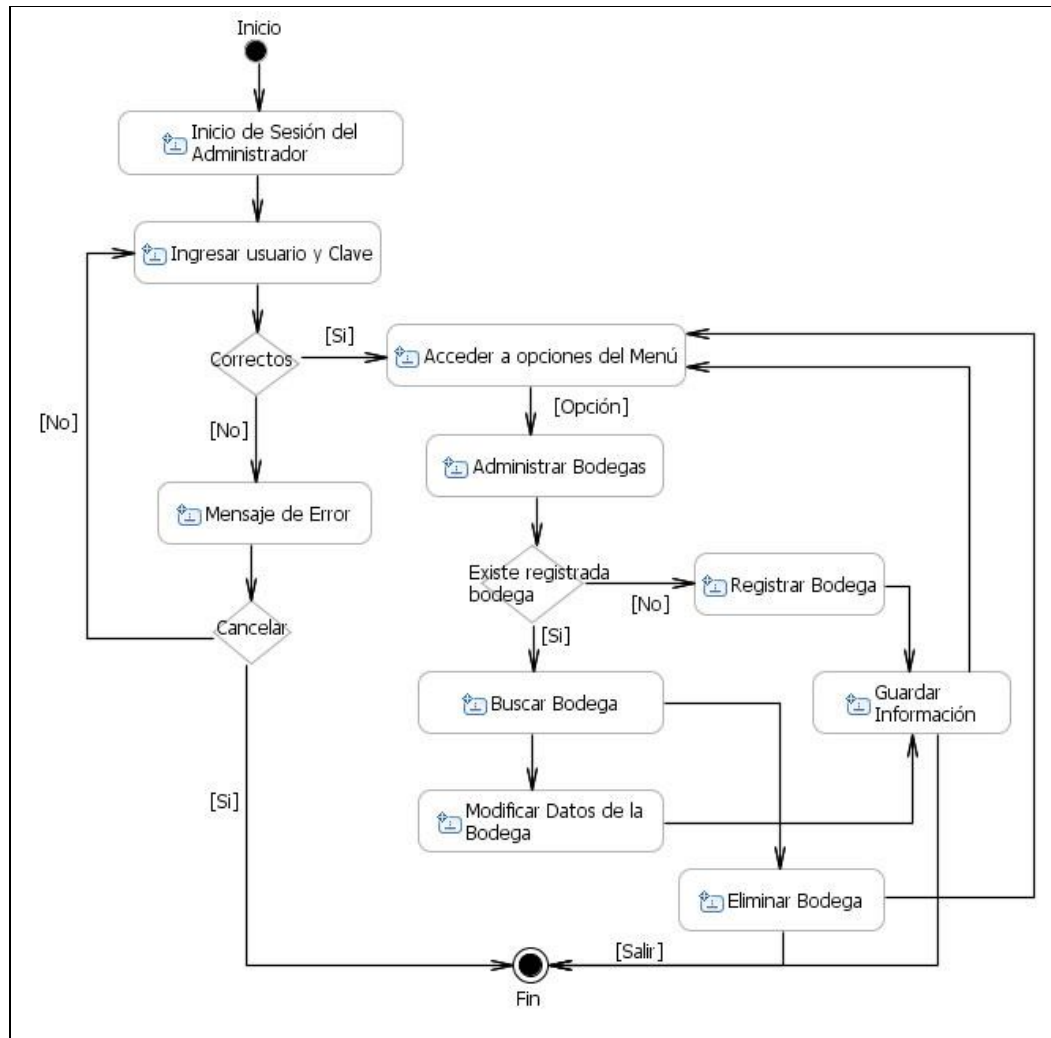 Inicio
Inicio de Sesión del
Administrador
Ingresar usuario y Clave
Correctos
[Si]
Acceder a opciones del Menú
[No]
[No]
[Opción]
Administrar Bodegas
Mensaje de Error
Existe registrada
bodega
[No]
Registrar Bodega
Cancelar
[Si]
Buscar Bodega
Guardar
Información
[Si]
Modificar Datos de la
Bodega
Eliminar Bodega
[Salir]
Fin